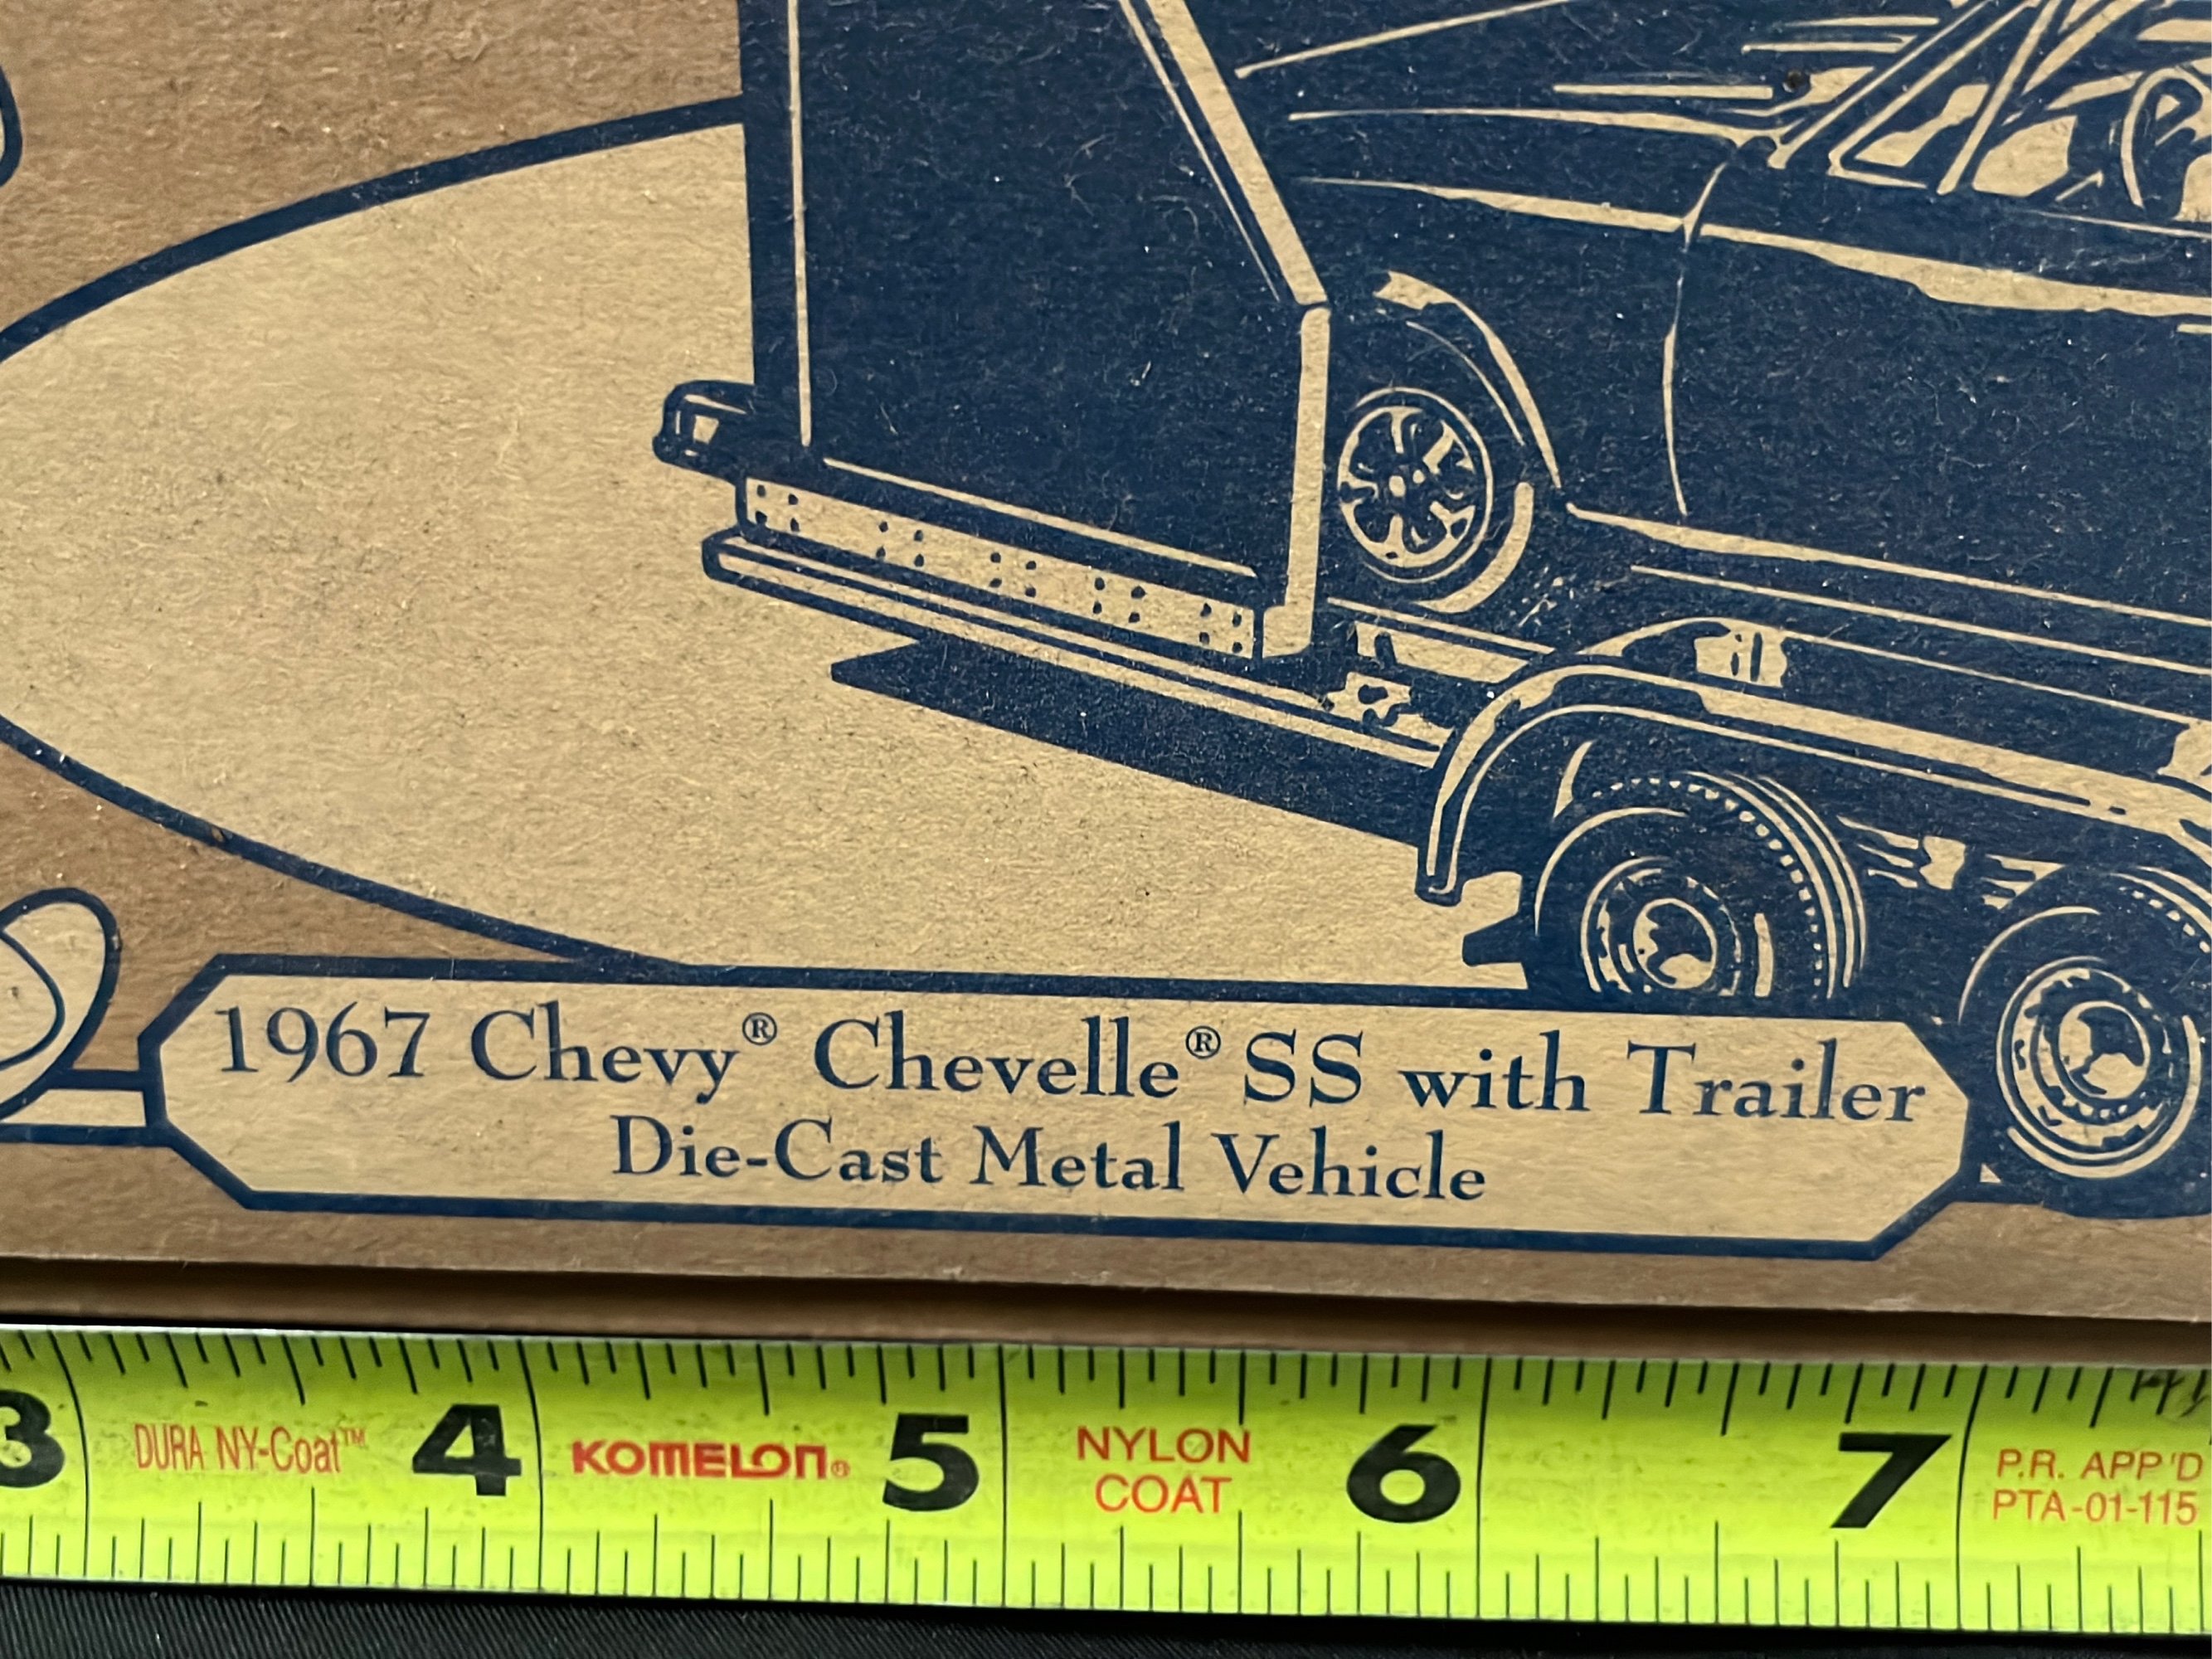 1967 Chevy® Chevelle® SS with Trailer
Die-Cast Metal Vehicle
3 DURA NY-Coat™ 4 KOMELON® 5 NYLON COAT 6 7 P.R. APP'D PTA-01-115